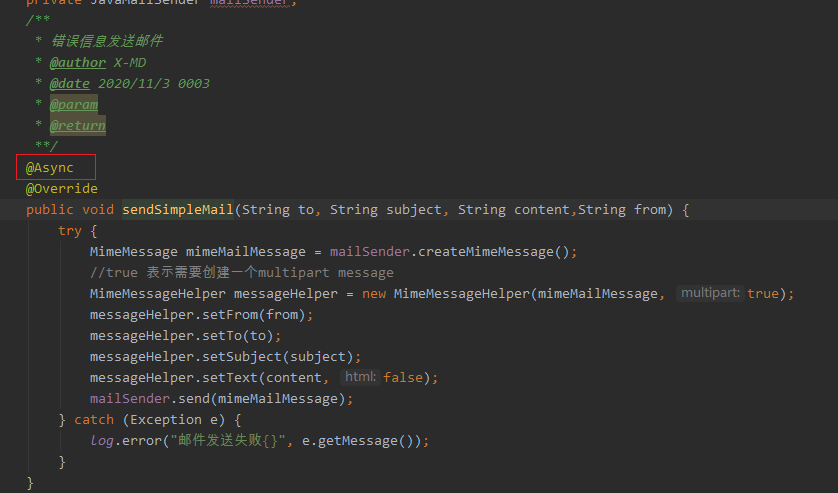 private JavaMailSender mailSender;
/**
 * 错误信息发送邮件
 * @author X-MD
 * @date 2020/11/3 0003
 * @param
 * @return
 **/
@Async
@Override
public void sendSimpleMail(String to, String subject, String content,String from) {
    try {
        MimeMessage mimeMailMessage = mailSender.createMimeMessage();
        //true 表示需要创建一个multipart message
        MimeMessageHelper messageHelper = new MimeMessageHelper(mimeMailMessage, multipart: true);
        messageHelper.setFrom(from);
        messageHelper.setTo(to);
        messageHelper.setSubject(subject);
        messageHelper.setText(content, html: false);
        mailSender.send(mimeMailMessage);
    } catch (Exception e) {
        log.error("邮件发送失败{}", e.getMessage());
    }
}